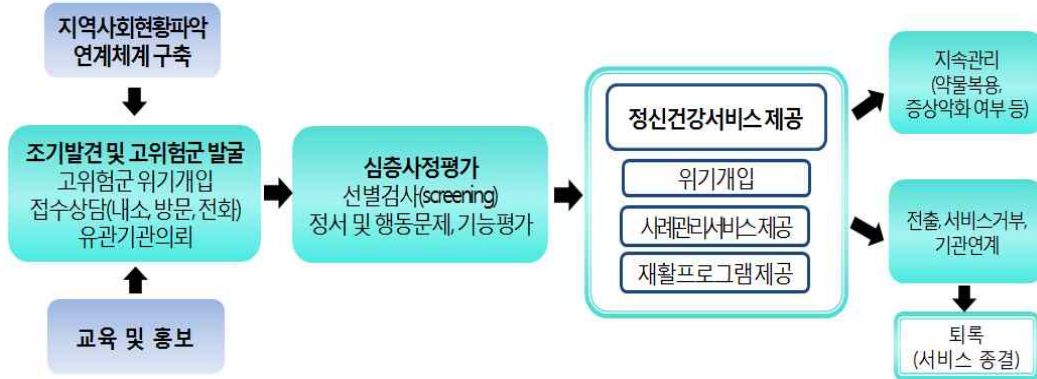 지역사회현황파악
연계체계 구축
조기발견 및 고위험군 발굴
고위험군 위기개입
접수상담(내소, 방문, 전화)
유관기관의뢰
교육 및 홍보
심층사정평가
선별검사(screening)
정서 및 행동문제, 기능평가
정신건강서비스 제공
위기개입
사례관리서비스 제공
재활프로그램 제공
지속관리
(약물복용,
증상악화 여부 등)
전출, 서비스거부,
기관연계
퇴록
(서비스 종결)